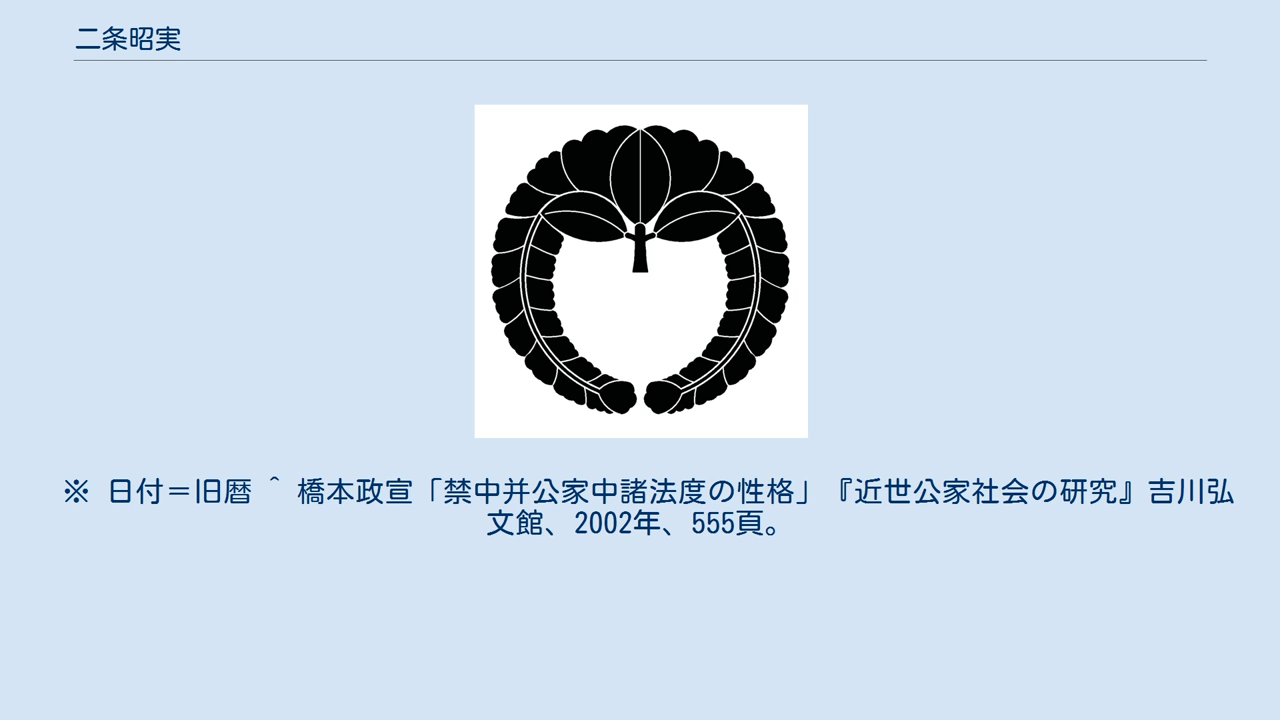 二条昭実
※ 日付＝旧暦 ^ 橋本政宣「禁中并公家中諸法度の性格」『近世公家社会の研究』吉川弘
文館、2002年、555頁。